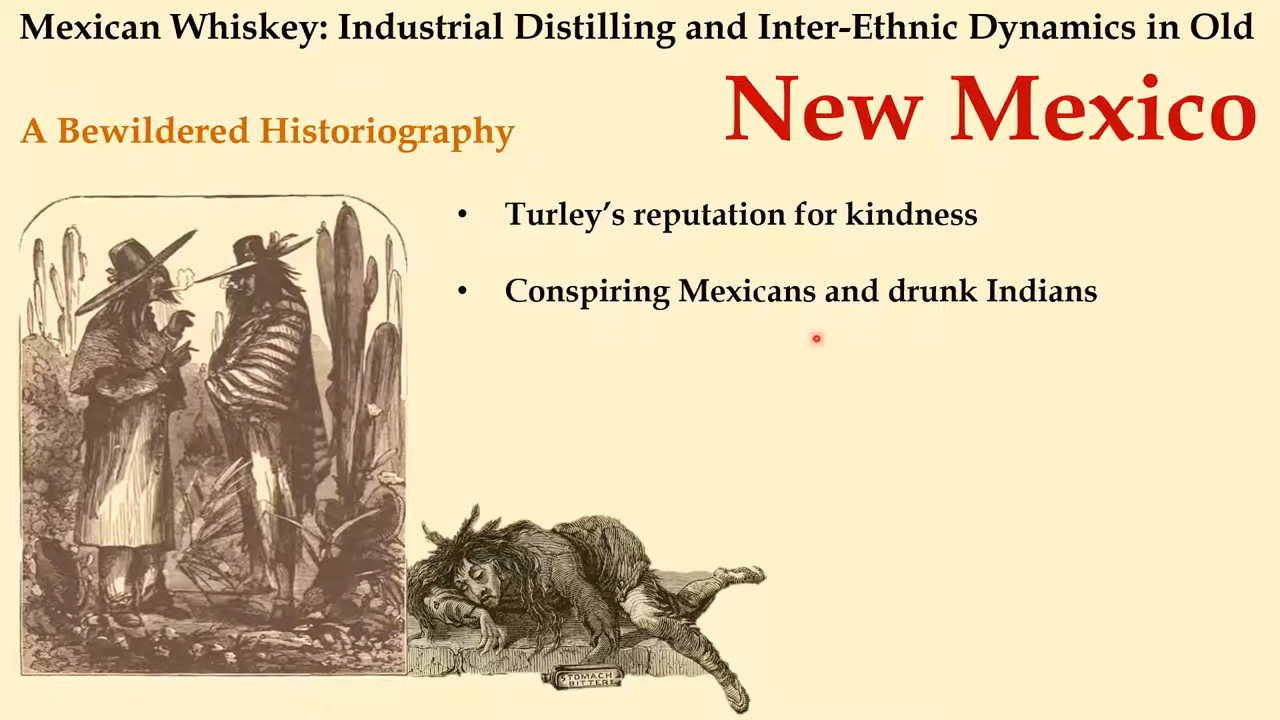 Mexican Whiskey: Industrial Distilling and Inter-Ethnic Dynamics in Old
New Mexico
A Bewildered Historiography
• Turley’s reputation for kindness
• Conspiring Mexicans and drunk Indians
STOMACH
BITTERS